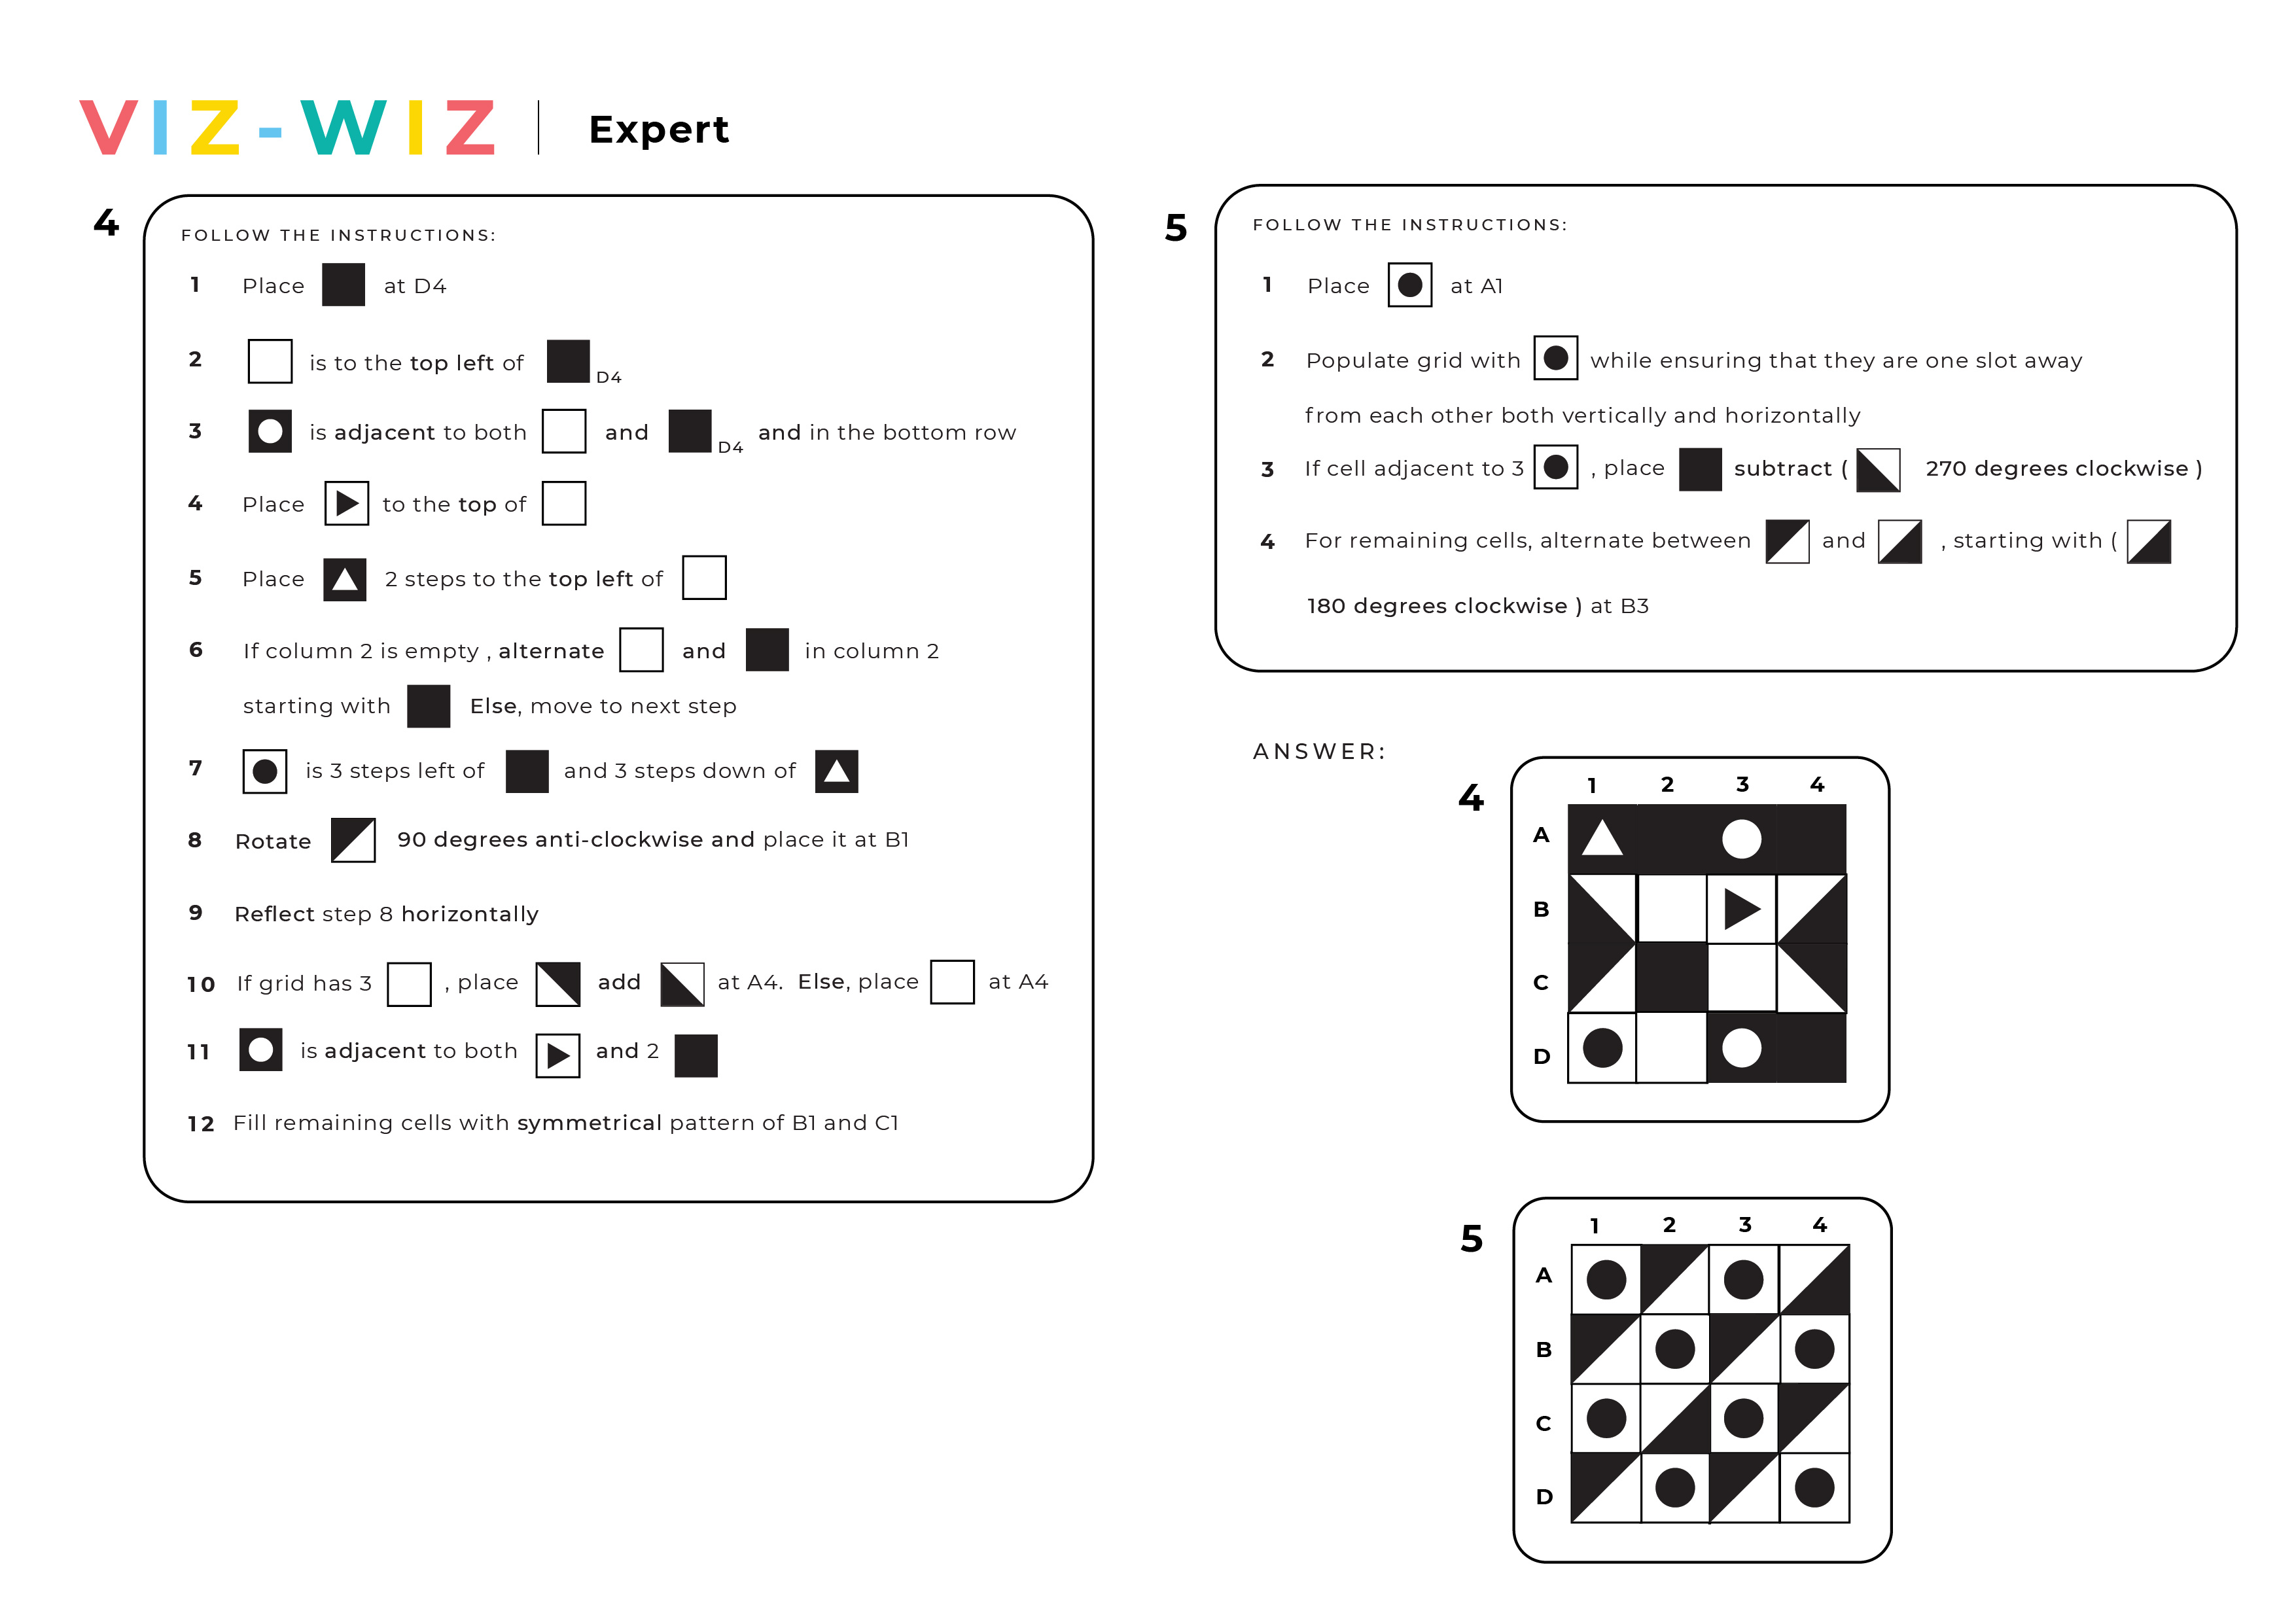 VIZ-WIZ
Expert
4
FOLLOW THE INSTRUCTIONS:
1 Place at D4
2 is to the top left of D4
3 is adjacent to both and D4 and in the bottom row
4 Place to the top of
5 Place 2 steps to the top left of
6 If column 2 is empty , alternate and in column 2
starting with Else, move to next step
7 is 3 steps left of and 3 steps down of
8 Rotate 90 degrees anti-clockwise and place it at B1
9 Reflect step 8 horizontally
10 If grid has 3 , place add at A4. Else, place at A4
11 is adjacent to both and 2
12 Fill remaining cells with symmetrical pattern of B1 and C1
5
FOLLOW THE INSTRUCTIONS:
1 Place at A1
2 Populate grid with while ensuring that they are one slot away
from each other both vertically and horizontally
3 If cell adjacent to 3 , place subtract ( 270 degrees clockwise )
4 For remaining cells, alternate between and , starting with (
180 degrees clockwise ) at B3
ANSWER:
4
1 2 3 4
A
B
C
D
5
1 2 3 4
A
B
C
D